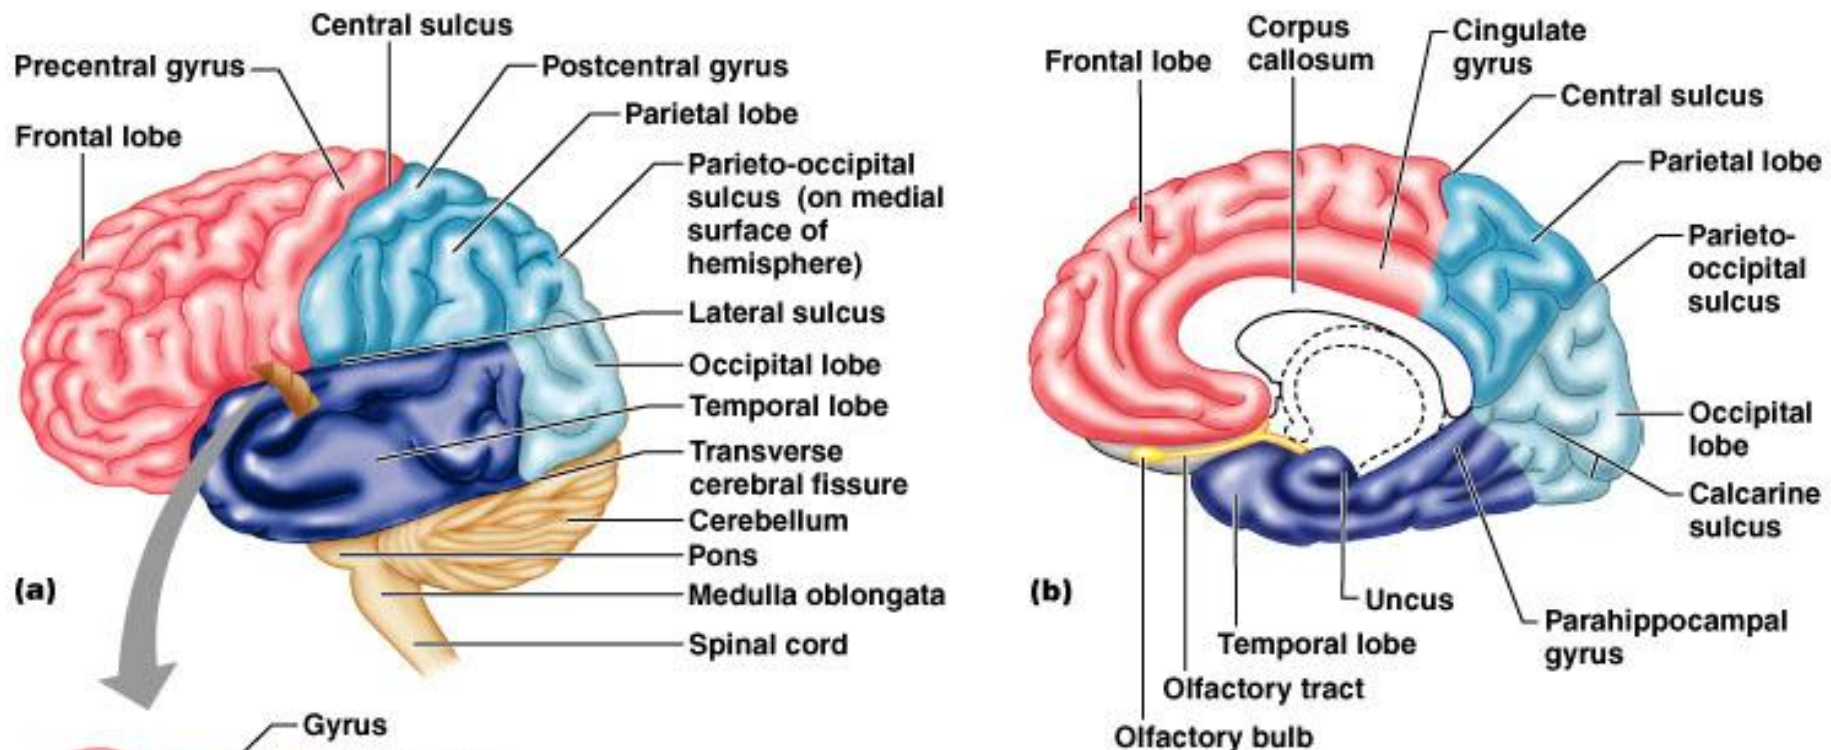 Central sulcus
Precentral gyrus
Postcentral gyrus
Parietal lobe
Frontal lobe
Parieto-occipital
sulcus (on medial
surface of
hemisphere)
Lateral sulcus
Occipital lobe
Temporal lobe
Transverse
cerebral fissure
Cerebellum
Pons
Medulla oblongata
Spinal cord
(a)
Gyrus
Corpus
callosum
Cingulate
gyrus
Frontal lobe
Central sulcus
Parietal lobe
Parieto-
occipital
sulcus
Occipital
lobe
Calcarine
sulcus
Parahippocampal
gyrus
Uncus
Temporal lobe
Olfactory tract
Olfactory bulb
(b)